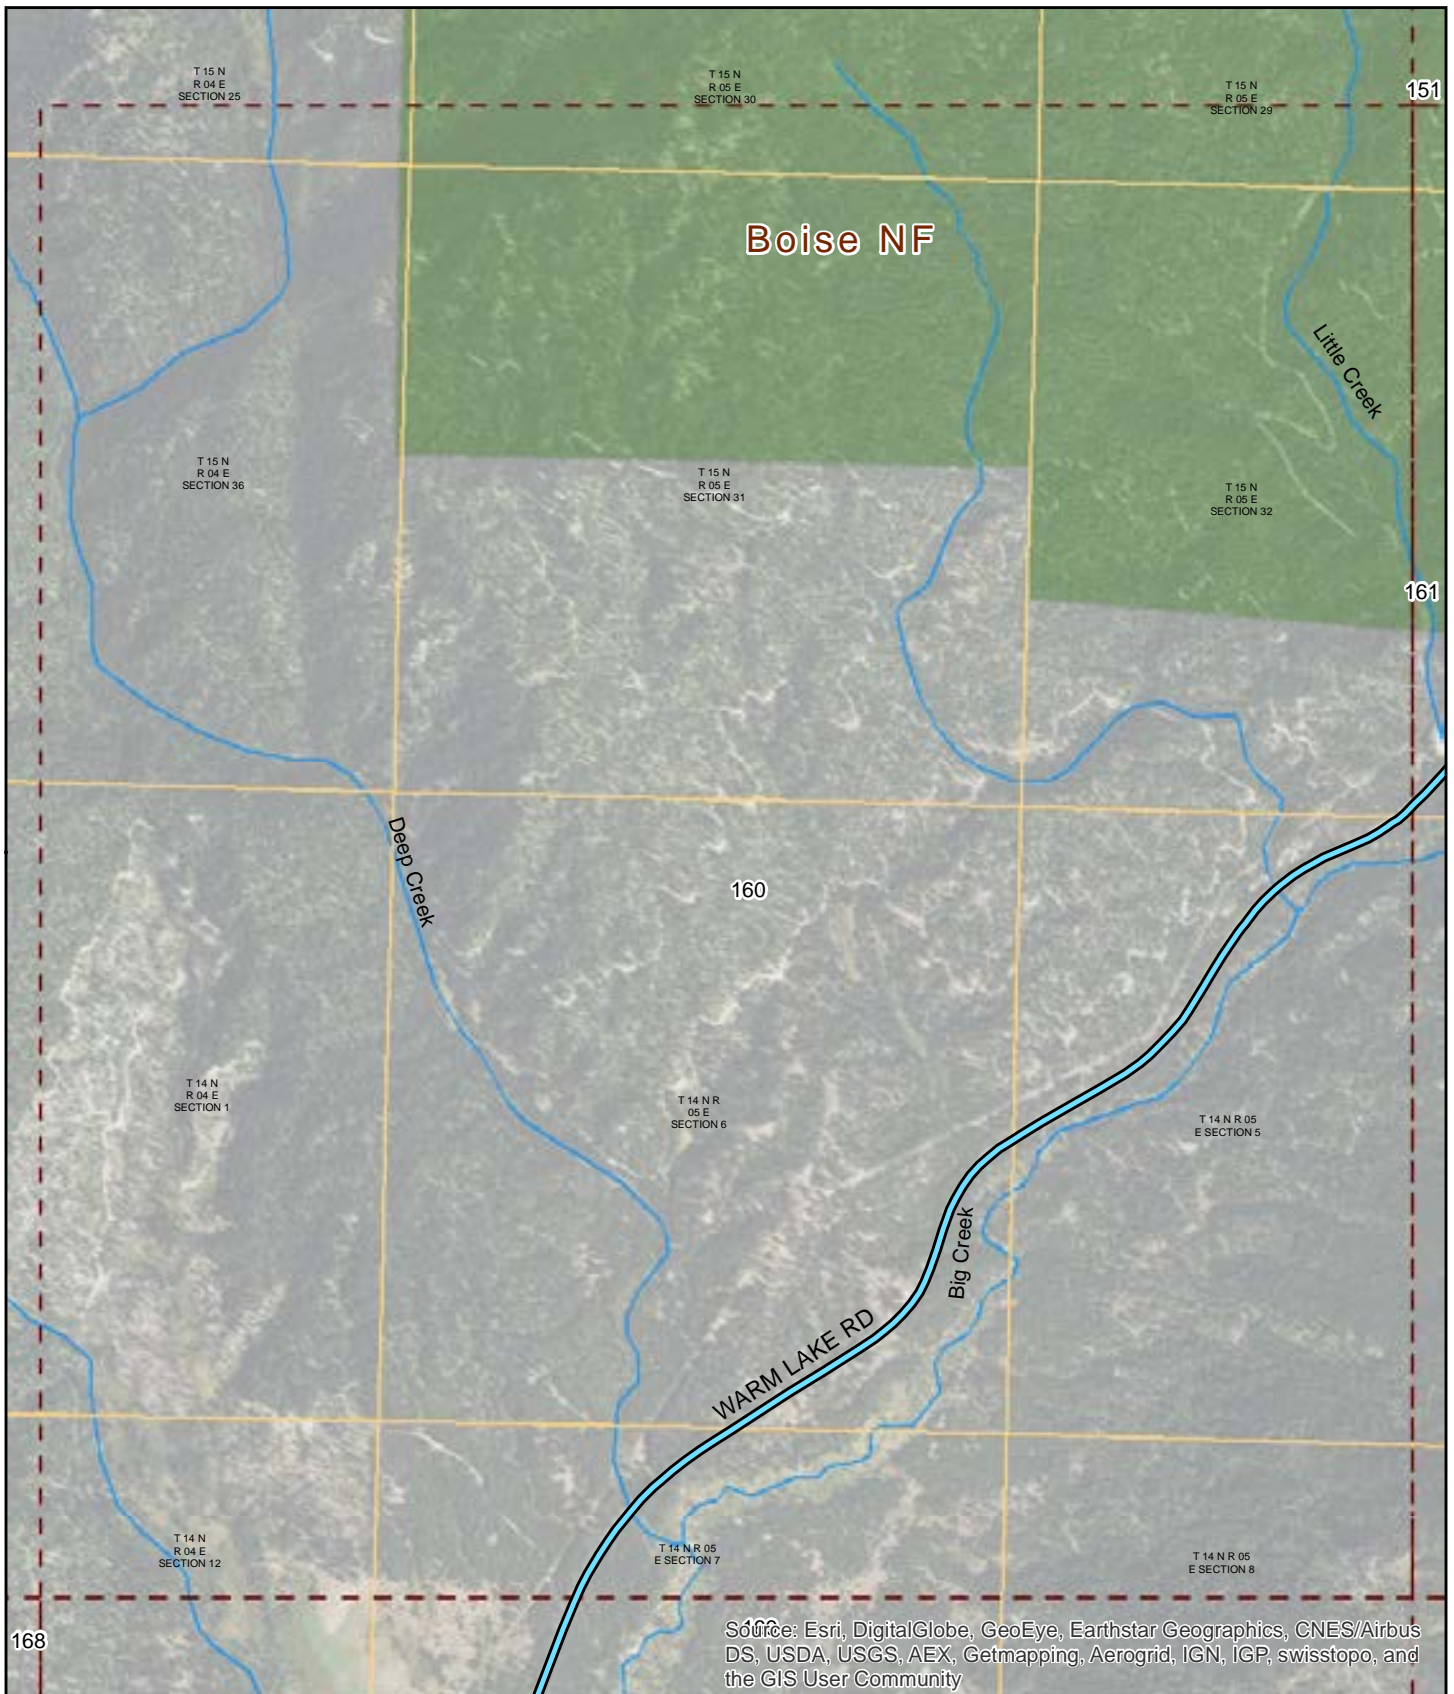 T 15 N
R 04 E
SECTION 25
T 15 N
R 05 E
SECTION 30
T 15 N
R 05 E
SECTION 29
151
Boise NF
Little Creek
T 15 N
R 04 E
SECTION 36
T 15 N
R 05 E
SECTION 31
T 15 N
R 05 E
SECTION 32
161
Deep Creek
160
T 14 N
R 04 E
SECTION 1
T 14 N R
05 E
SECTION 6
T 14 N R 05
E SECTION 5
Big Creek
WARM LAKE RD
T 14 N
R 04 E
SECTION 12
T 14 N R 05
E SECTION 7
T 14 N R 05
E SECTION 8
168
Source: Esri, DigitalGlobe, GeoEye, Earthstar Geographics, CNES/Airbus
DS, USDA, USGS, AEX, Getmapping, Aerogrid, IGN, IGP, swisstopo, and
the GIS User Community